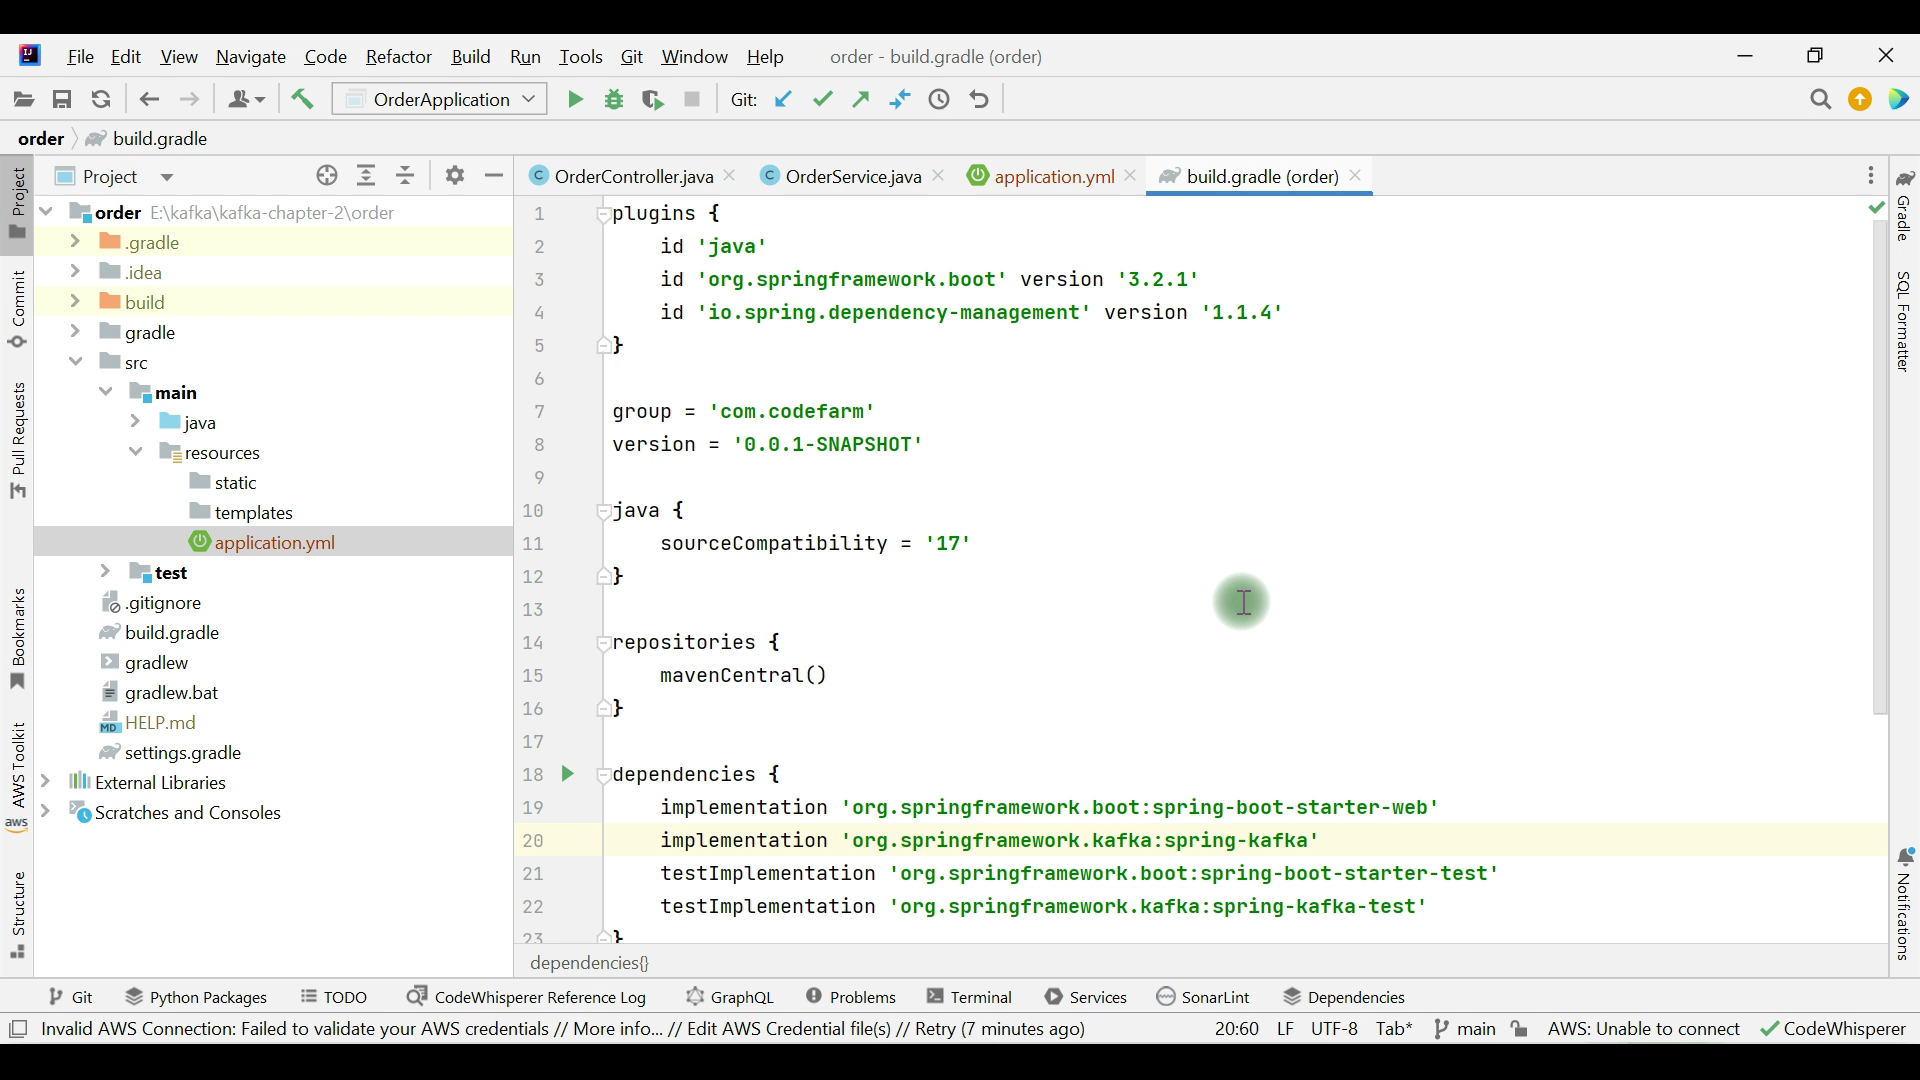 File Edit View Navigate Code Refactor Build Run Tools Git Window Help order - build.gradle (order)
OrderApplication Git:
order build.gradle
Project
OrderController.java OrderService.java application.yml build.gradle (order)
Project
Commit
Pull Requests
Bookmarks
AWS Toolkit
aws
Structure
order E:\kafka\kafka-chapter-2\order
.gradle
.idea
build
gradle
src
main
java
resources
static
templates
application.yml
test
.gitignore
build.gradle
gradlew
gradlew.bat
HELP.md
settings.gradle
External Libraries
Scratches and Consoles
1 plugins {
2 id 'java'
3 id 'org.springframework.boot' version '3.2.1'
4 id 'io.spring.dependency-management' version '1.1.4'
5 }
6
7 group = 'com.codefarm'
8 version = '0.0.1-SNAPSHOT'
9
10 java {
11 sourceCompatibility = '17'
12 }
13
14 repositories {
15 mavenCentral()
16 }
17
18 dependencies {
19 implementation 'org.springframework.boot:spring-boot-starter-web'
20 implementation 'org.springframework.kafka:spring-kafka'
21 testImplementation 'org.springframework.boot:spring-boot-starter-test'
22 testImplementation 'org.springframework.kafka:spring-kafka-test'
23 }
dependencies{}
Gradle
SQL Formatter
Notifications
Git Python Packages TODO CodeWhisperer Reference Log GraphQL Problems Terminal Services SonarLint Dependencies
Invalid AWS Connection: Failed to validate your AWS credentials // More info... // Edit AWS Credential file(s) // Retry (7 minutes ago) 20:60 LF UTF-8 Tab* main AWS: Unable to connect CodeWhisperer